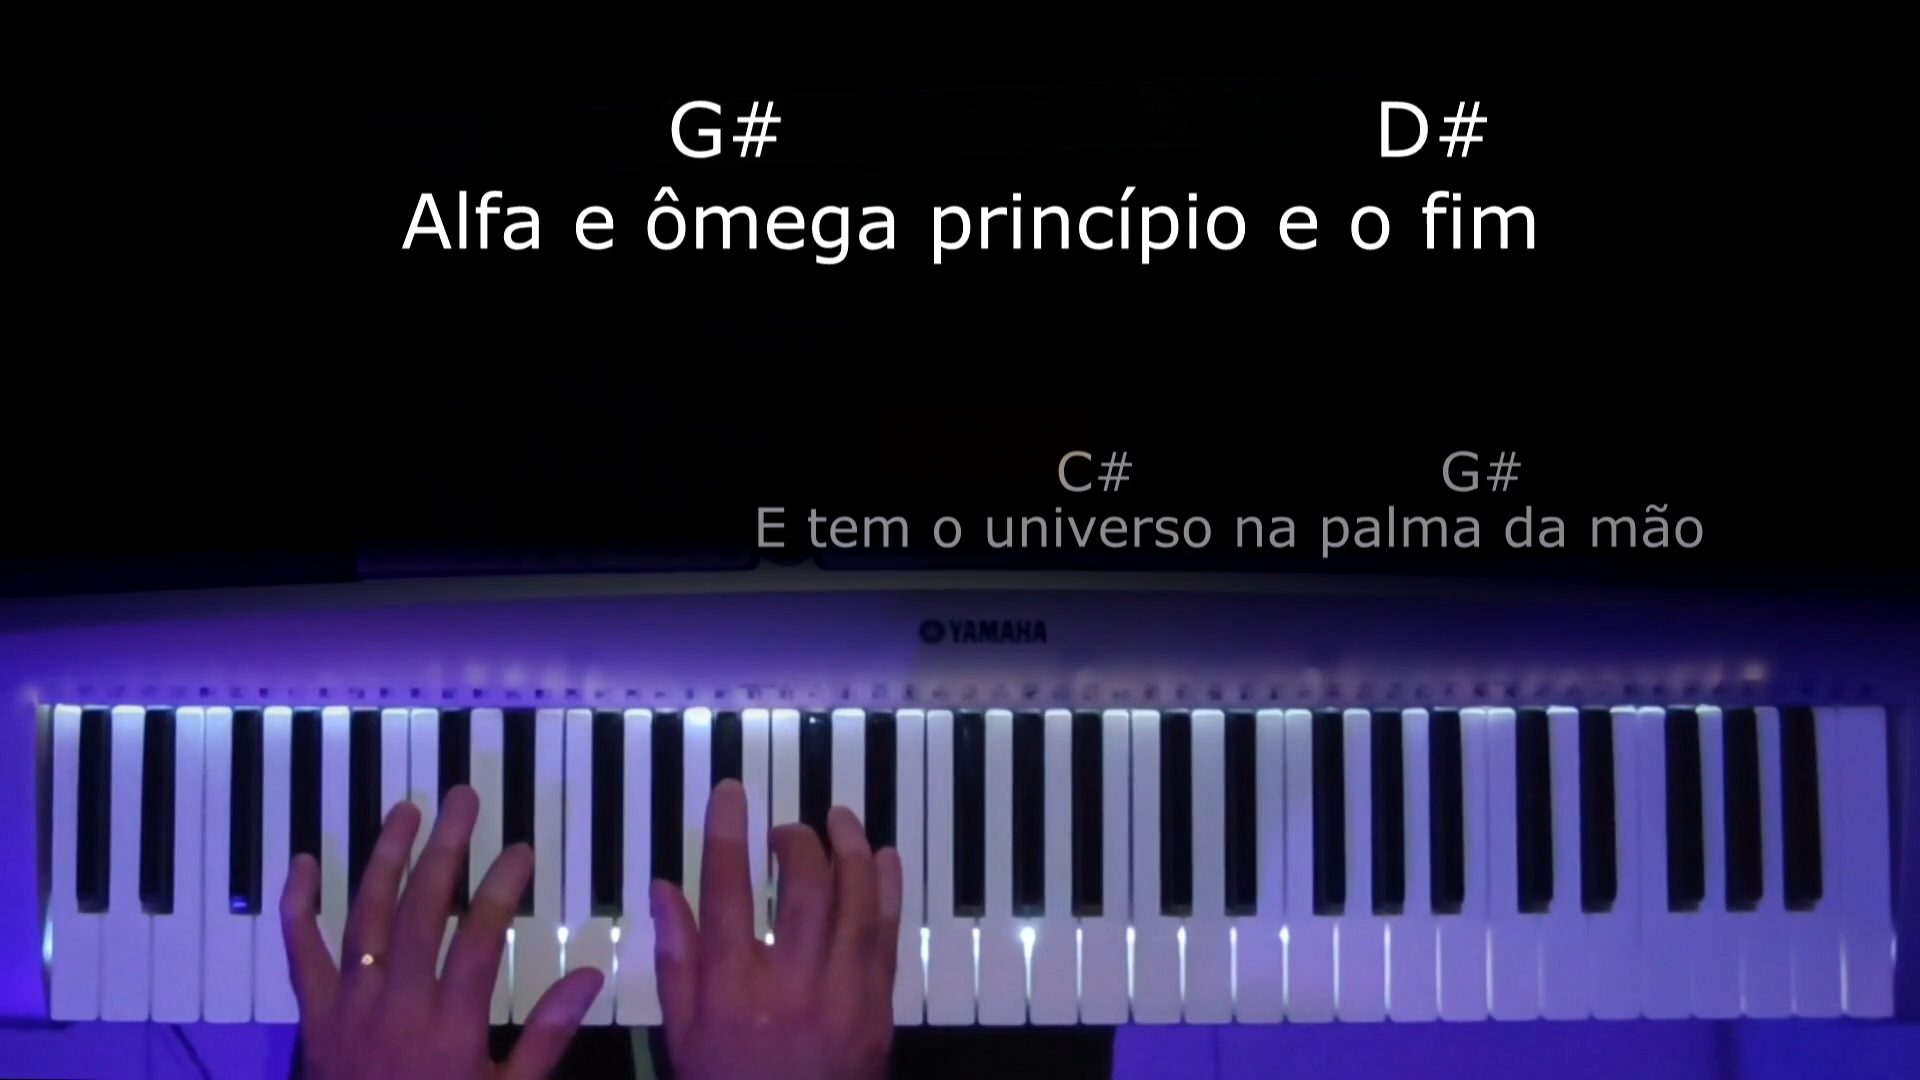 G# D#
Alfa e ômega princípio e o fim
C# G#
E tem o universo na palma da mão
YAMAHA